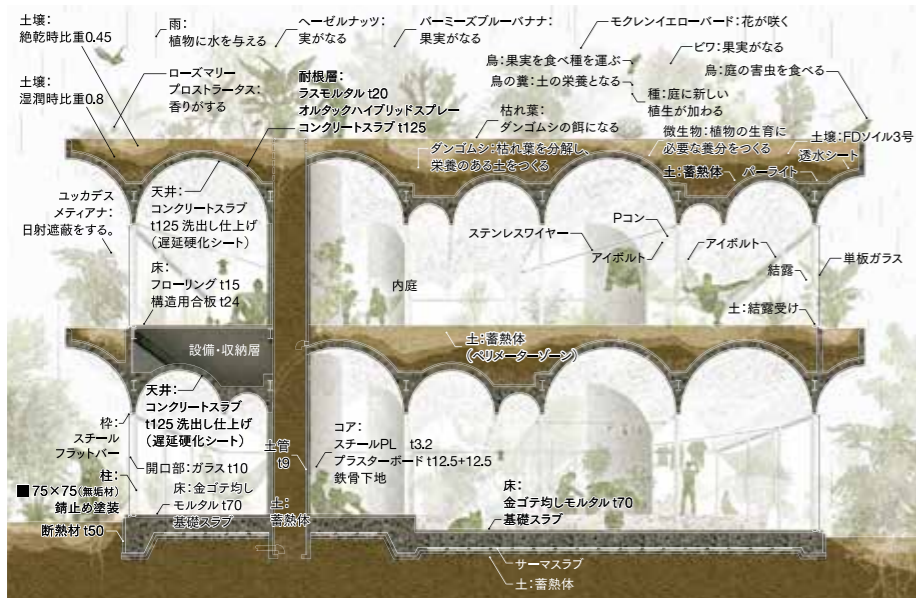 土壌：
絶乾時比重0.45
雨：
植物に水を与える
ヘーゼルナッツ：
実がなる
バーミーズブルーバナナ：
果実がなる
モクレンイエローバード：花が咲く
ビワ：果実がなる
鳥：果実を食べ種を運ぶ
鳥の糞：土の栄養となる
鳥：庭の害虫を食べる
種：庭に新しい
植生が加わる
土壌：
湿潤時比重0.8
ローズマリー
プロストラータス：
香りがする
耐根層：
ラスモルタル t20
オルタックハイブリッドスプレー
コンクリートスラブ t125
枯れ葉：
ダンゴムシの餌になる
ダンゴムシ：枯れ葉を分解し、
栄養のある土をつくる
微生物：植物の生育に
必要な養分をつくる
土壌：FDソイル3号
透水シート
土：蓄熱体
パーライト
ユッカデス
メティアナ：
日射遮蔽をする。
天井：
コンクリートスラブ
t125 洗出し仕上げ
（遅延硬化シート）
床：
フローリング t15
構造用合板 t24
ステンレスワイヤー
Pコン
アイボルト
アイボルト
単板ガラス
結露
土：結露受け
内庭
設備・収納層
土：蓄熱体
（ペリメーターゾーン）
天井：
コンクリートスラブ
t125 洗出し仕上げ
（遅延硬化シート）
枠：
スチール
フラットバー
開口部：ガラス t10
柱：
■75×75（無垢材）
錆止め塗装
床：金ゴテ均し
モルタル t70
基礎スラブ
断熱材 t50
土管
t9
土：
蓄熱体
コア：
スチールPL t3.2
プラスターボード t12.5+12.5
鉄骨下地
床：
金ゴテ均しモルタル t70
基礎スラブ
サーマスラブ
土：蓄熱体